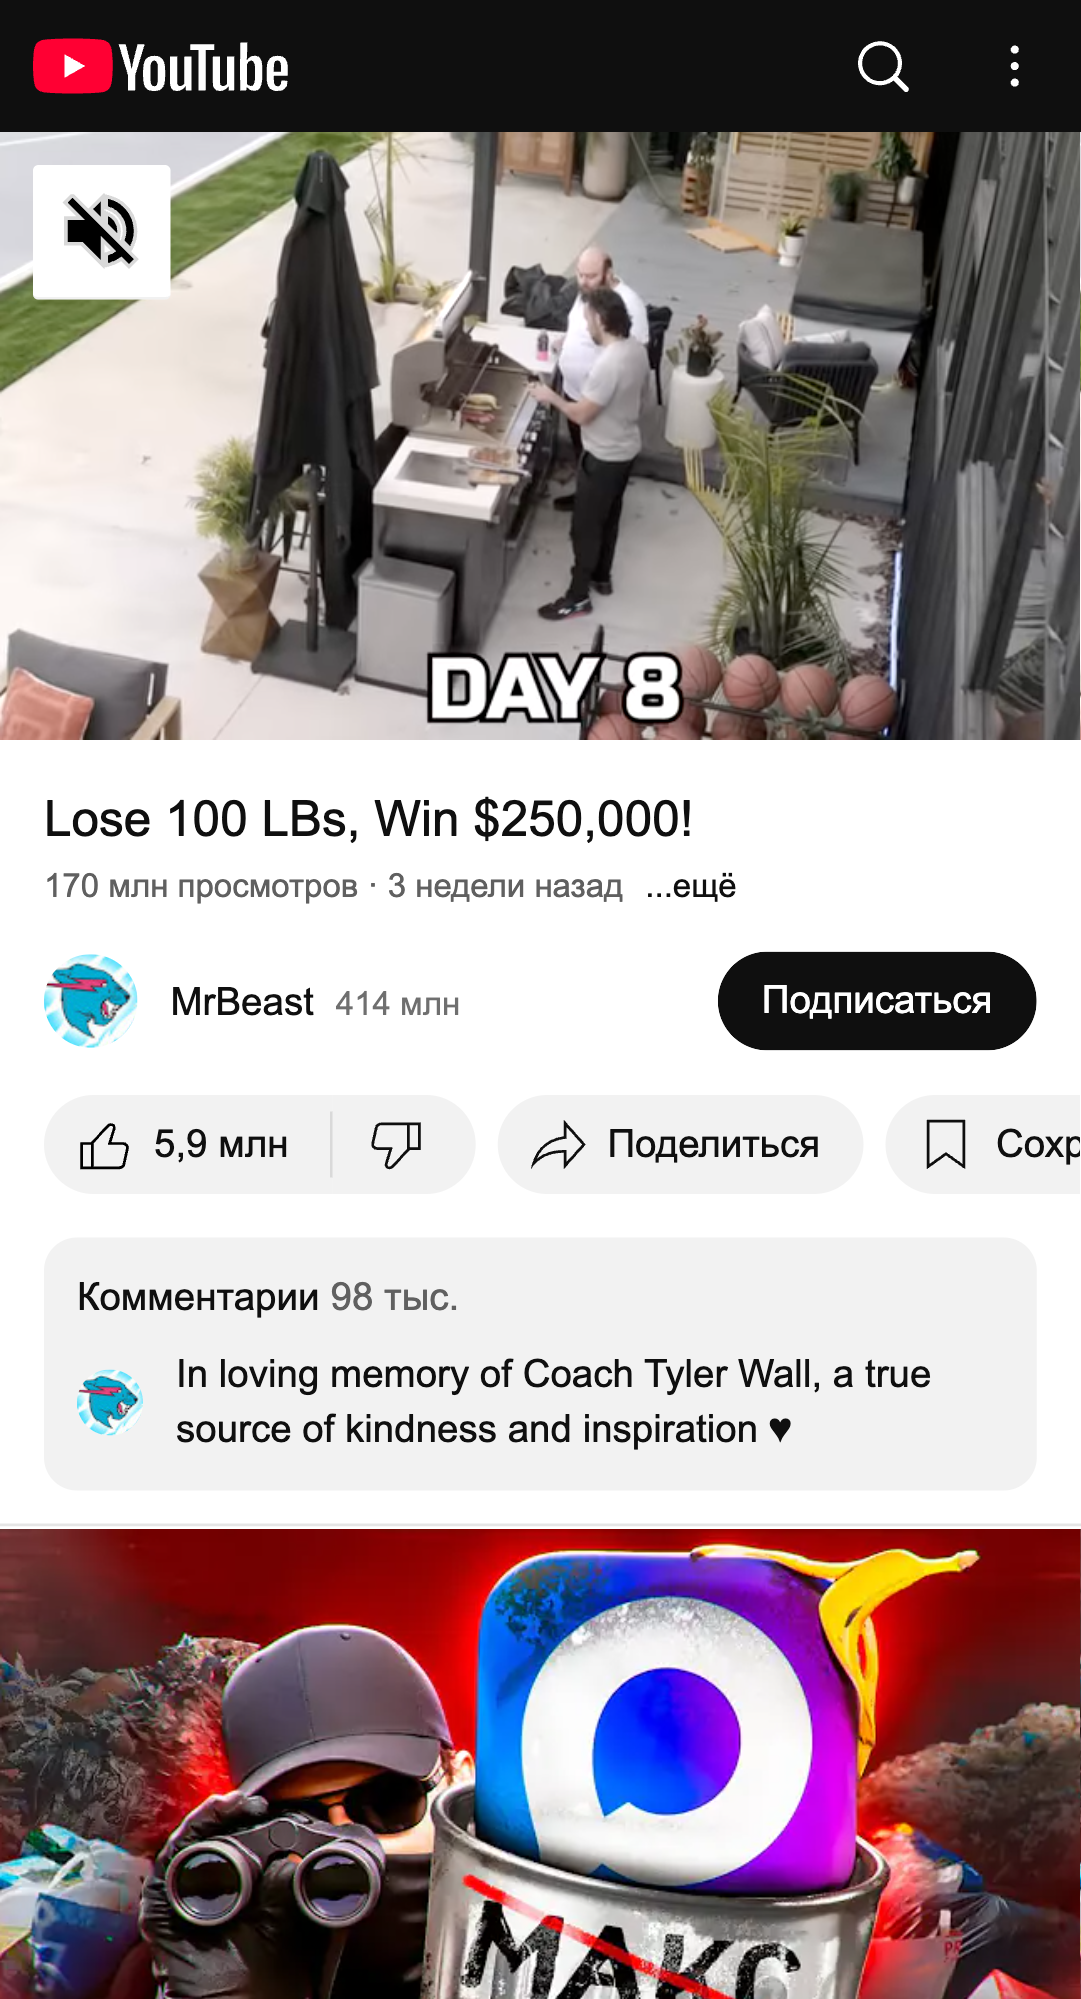 YouTube
DAY 8
Lose 100 LBs, Win $250,000!
170 млн просмотров · 3 недели назад ...ещё
MrBeast 414 млн Подписаться
5,9 млн Поделиться Сохр
Комментарии 98 тыс.
In loving memory of Coach Tyler Wall, a true
source of kindness and inspiration ♥
МАКС